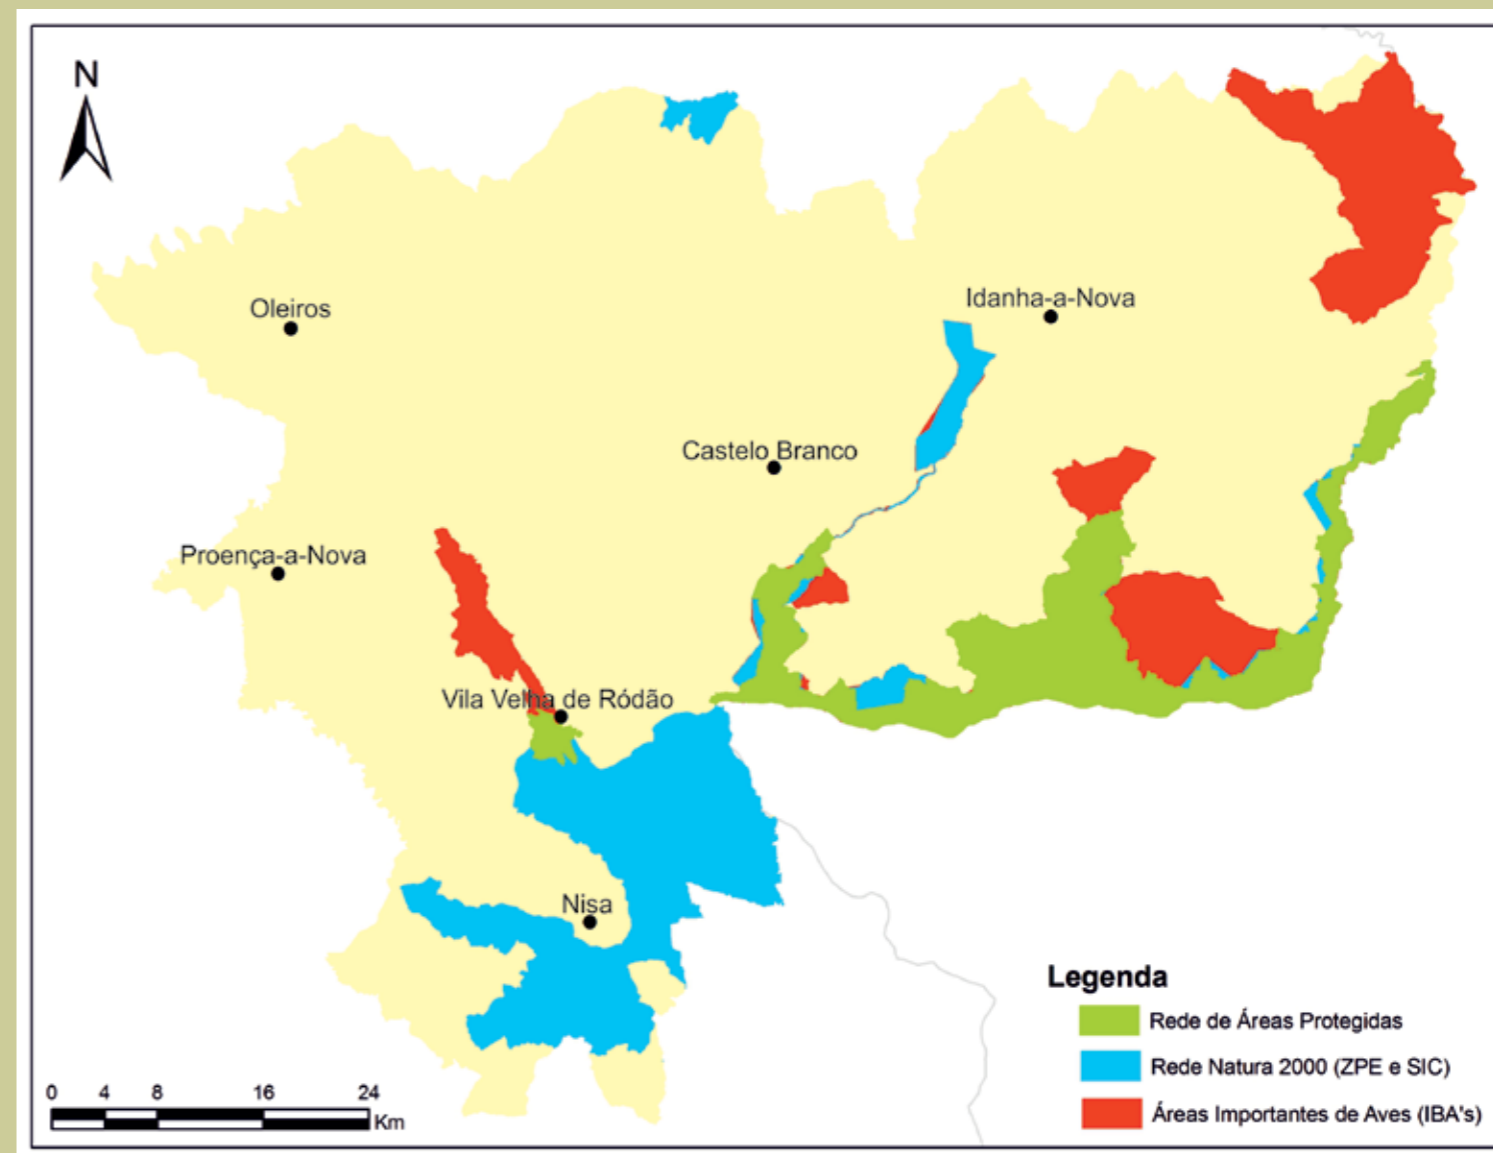 N
Oleiros
Idanha-a-Nova
Castelo Branco
Proença-a-Nova
Vila Velha de Ródão
Nisa
Legenda
Rede de Áreas Protegidas
Rede Natura 2000 (ZPE e SIC)
Áreas Importantes de Aves (IBA's)
0 4 8 16 24
Km